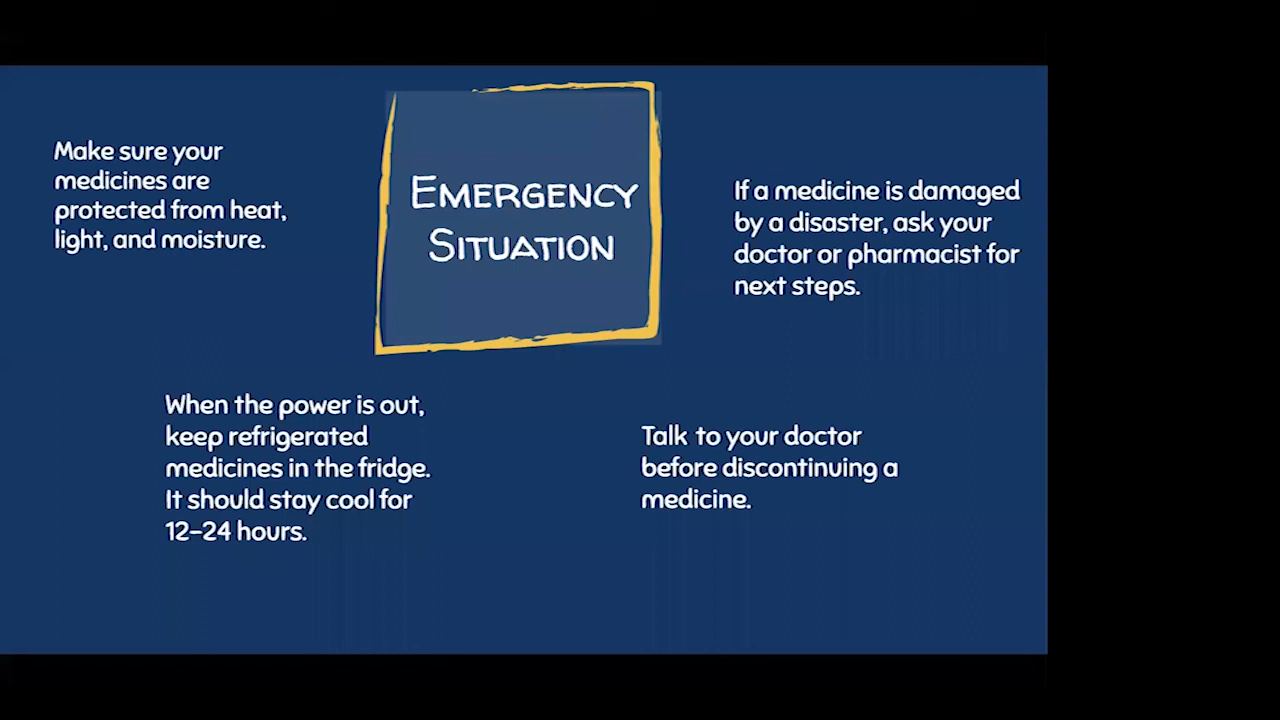 EMERGENCY
SITUATION
Make sure your
medicines are
protected from heat,
light, and moisture.
If a medicine is damaged
by a disaster, ask your
doctor or pharmacist for
next steps.
When the power is out,
keep refrigerated
medicines in the fridge.
It should stay cool for
12-24 hours.
Talk to your doctor
before discontinuing a
medicine.